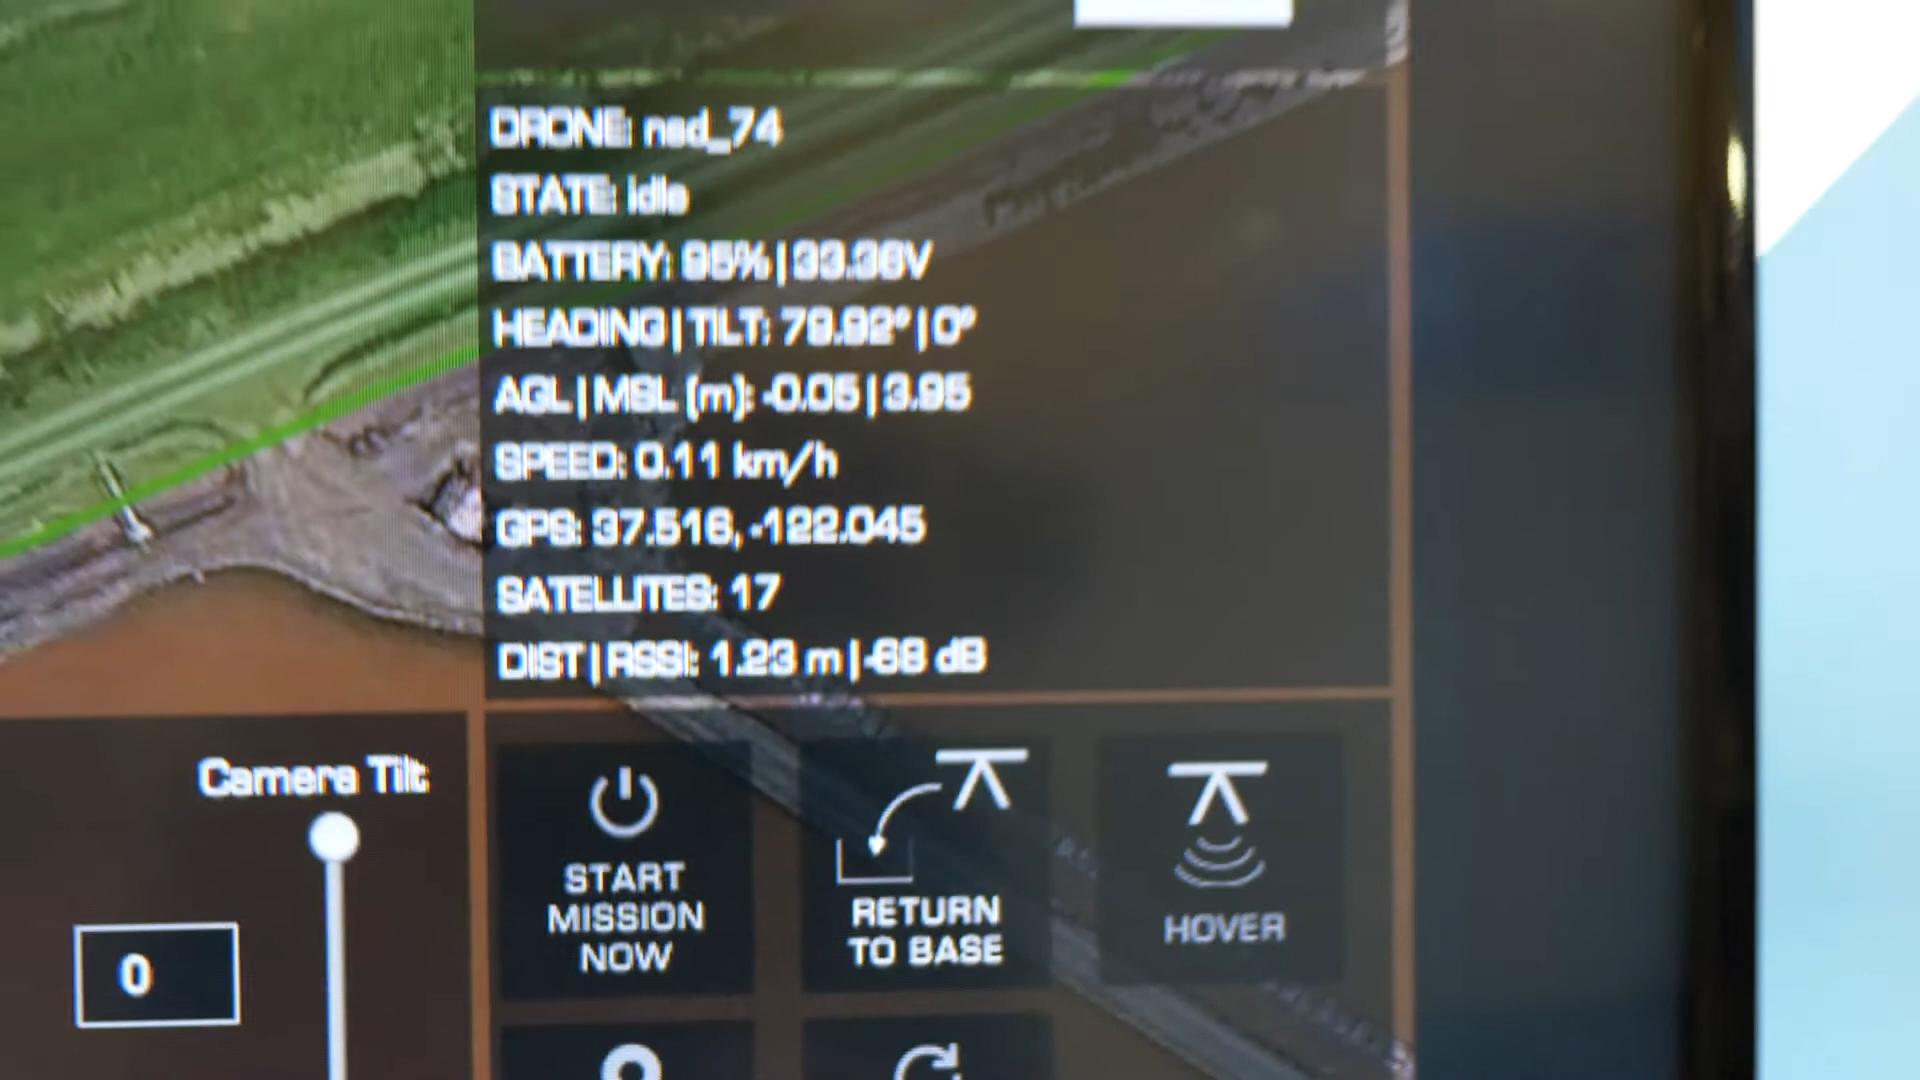 DRONE: nsd_74
STATE: idle
BATTERY: 95% | 33.36V
HEADING | TILT: 79.92° | 0°
AGL | MSL (m): -0.05 | 3.95
SPEED: 0.11 km/h
GPS: 37.516, -122.045
SATELLITES: 17
DIST | RSSI: 1.23 m | -68 dB
Camera Tilt
0
START
MISSION
NOW
RETURN
TO BASE
HOVER